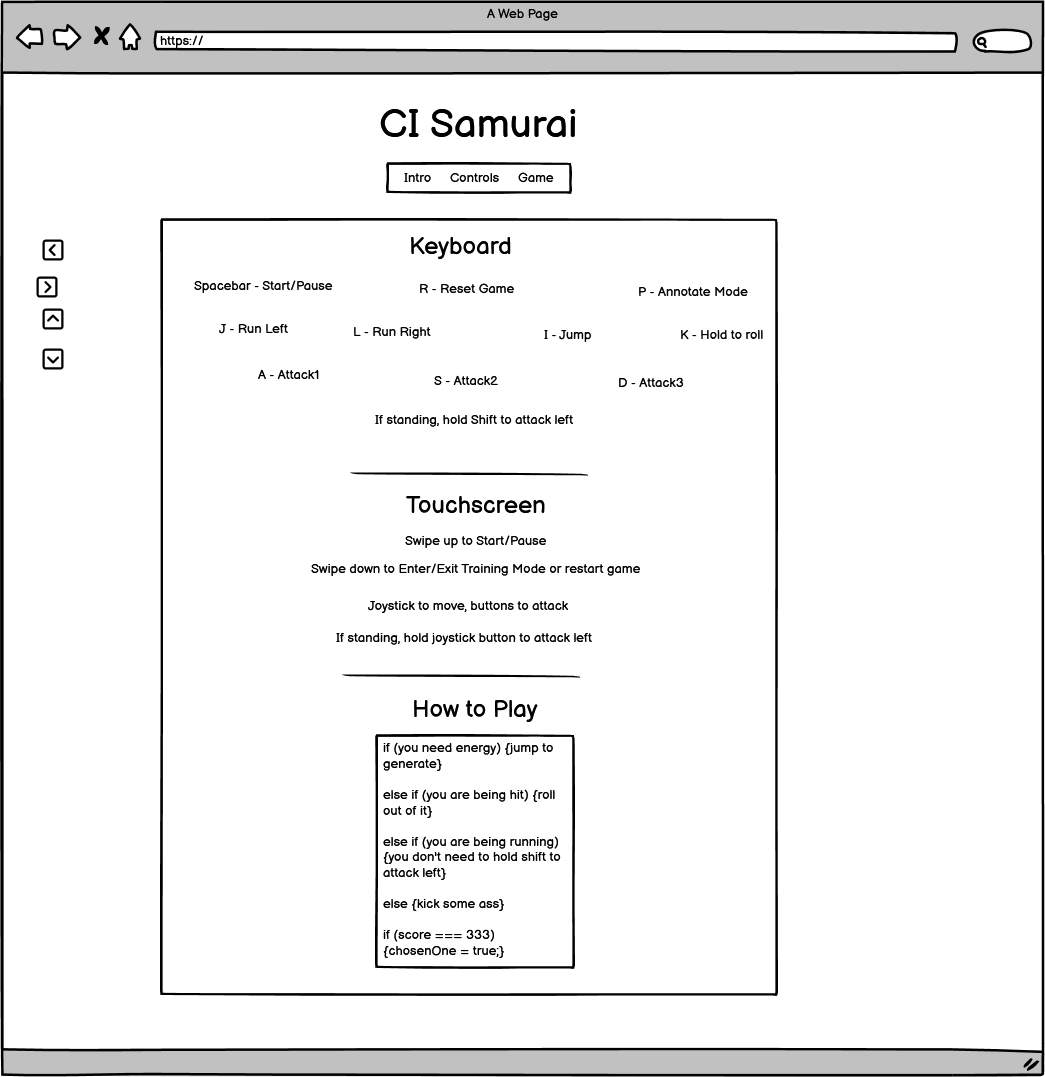 A Web Page
https://
CI Samurai
Intro Controls Game
Keyboard
Spacebar - Start/Pause R - Reset Game P - Annotate Mode
J - Run Left L - Run Right I - Jump K - Hold to roll
A - Attack1 S - Attack2 D - Attack3
If standing, hold Shift to attack left
Touchscreen
Swipe up to Start/Pause
Swipe down to Enter/Exit Training Mode or restart game
Joystick to move, buttons to attack
If standing, hold joystick button to attack left
How to Play
if (you need energy) {jump to
generate}
else if (you are being hit) {roll
out of it}
else if (you are being running)
{you don't need to hold shift to
attack left}
else {kick some ass}
if (score === 333)
{chosenOne = true;}